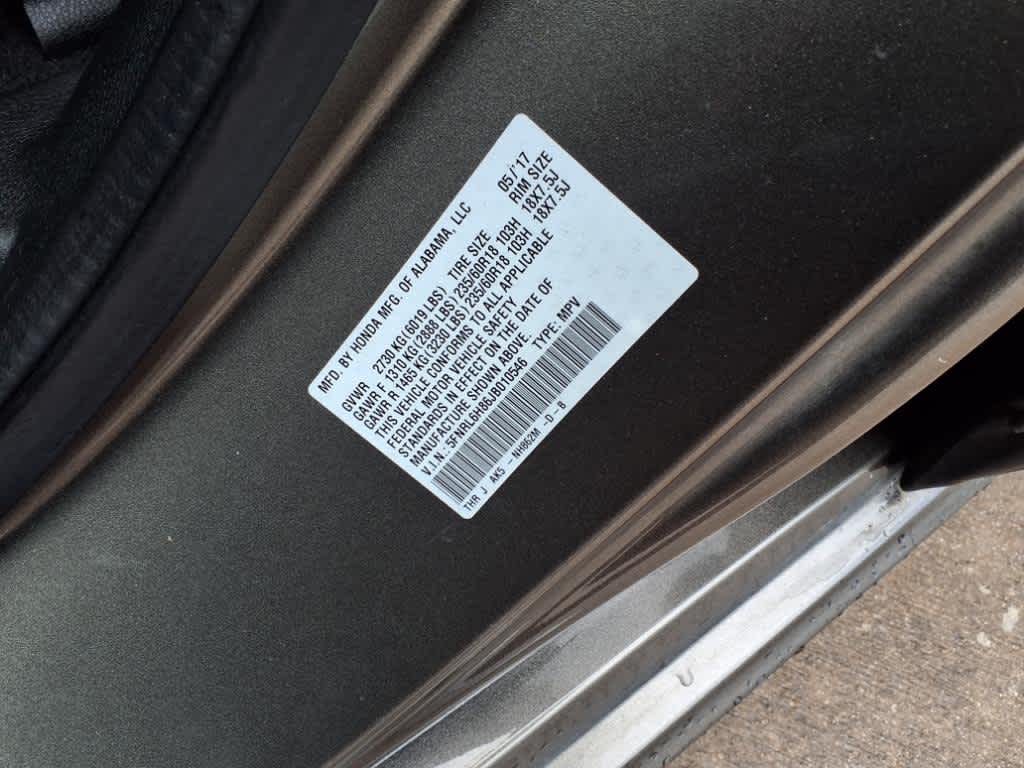 MFD. BY HONDA MFG. OF ALABAMA, LLC 05/'17
GVWR 2730 KG(6019 LBS) TIRE SIZE RIM SIZE
GAWR F 1310 KG(2888 LBS) 235/60R18 103H 18X7.5J
GAWR R 1465 KG(3230 LBS) 235/60R18 103H 18X7.5J
THIS VEHICLE CONFORMS TO ALL APPLICABLE
FEDERAL MOTOR VEHICLE SAFETY
STANDARDS IN EFFECT ON THE DATE OF
MANUFACTURE SHOWN ABOVE.
V.I.N.: 5FNRL6H86JB010546 TYPE: MPV
THR J AK5 - NH862M - D - B